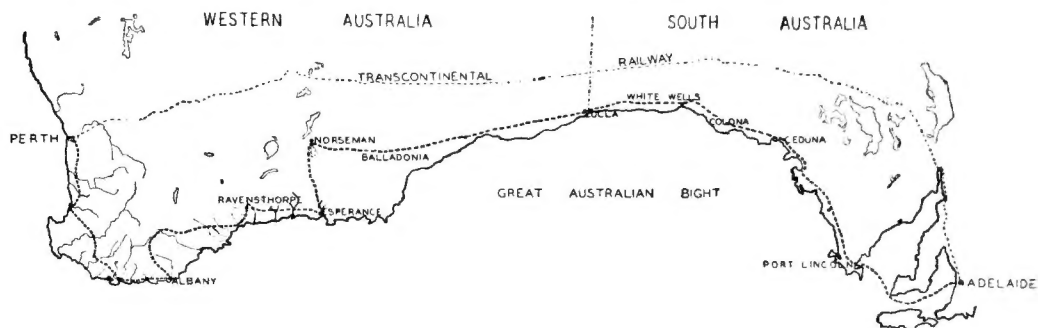 WESTERN AUSTRALIA SOUTH AUSTRALIA
TRANSCONTINENTAL RAILWAY
WHITE WELLS
EUCLA
COLONA
PERTH
NORSEMAN
CEDUNA
BALLADONIA
GREAT AUSTRALIAN BIGHT
RAVENSTHORPE
ESPERANCE
PORT LINCOLN
ALBANY
ADELAIDE